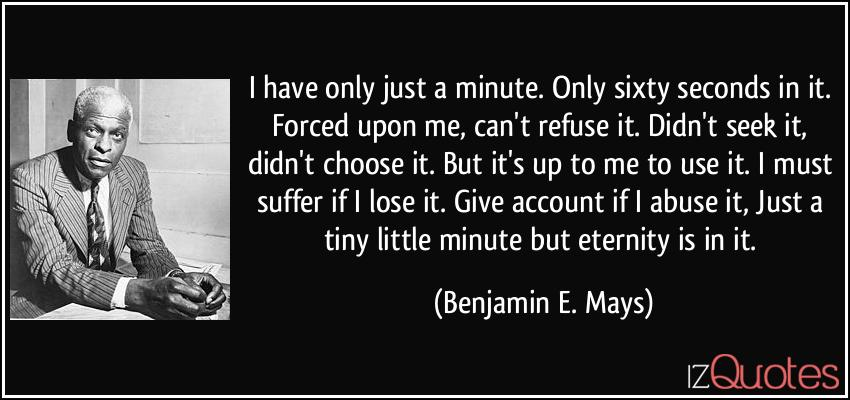 I have only just a minute. Only sixty seconds in it.
Forced upon me, can't refuse it. Didn't seek it,
didn't choose it. But it's up to me to use it. I must
suffer if I lose it. Give account if I abuse it, Just a
tiny little minute but eternity is in it.
(Benjamin E. Mays)
IZQuotes